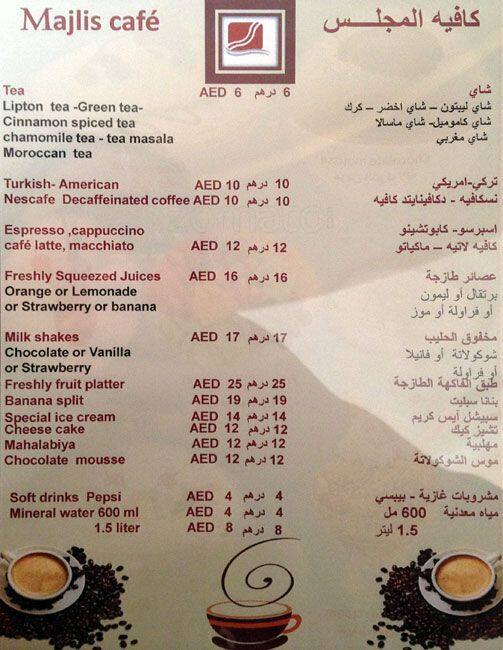 Majlis café كافيه المجلــــس
Tea AED 6 درهم 6 شاي
Lipton tea -Green tea- شاي ليبتون – شاي اخضر – كرك
Cinnamon spiced tea شاي كاموميل- شاي ماسالا
chamomile tea - tea masala شاي مغربي
Moroccan tea
Turkish- American AED 10 درهم 10 تركي-امريكي
Nescafe Decaffeinated coffee AED 10 درهم 10 نسكافيه - دكافينايتد كافيه
Espresso ,cappuccino اسبرسو- كابوتشينو
café latte, macchiato AED 12 درهم 12 كافيه لاتيه – ماكياتو
Freshly Squeezed Juices AED 16 درهم 16 عصائر طازجة
Orange or Lemonade برتقال أو ليمون
or Strawberry or banana أو فراولة أو موز
Milk shakes AED 17 درهم 17 مخفوق الحليب
Chocolate or Vanilla شوكولاتة أو فانيلا
or Strawberry أو فراولة
Freshly fruit platter AED 25 درهم 25 طبق الفاكهة الطازجة
Banana split AED 19 درهم 19 بنانا سبليت
Special ice cream AED 14 درهم 14 سبيشل أيس كريم
Cheese cake AED 12 درهم 12 تشيز كيك
Mahalabiya AED 12 درهم 12 مهلبية
Chocolate mousse AED 12 درهم 12 موس الشوكولاتة
Soft drinks Pepsi AED 4 درهم 4 مشروبات غازية - بيبسي
Mineral water 600 ml AED 4 درهم 4 مياه معدنية 600 مل
1.5 liter AED 8 درهم 8 1.5 ليتر